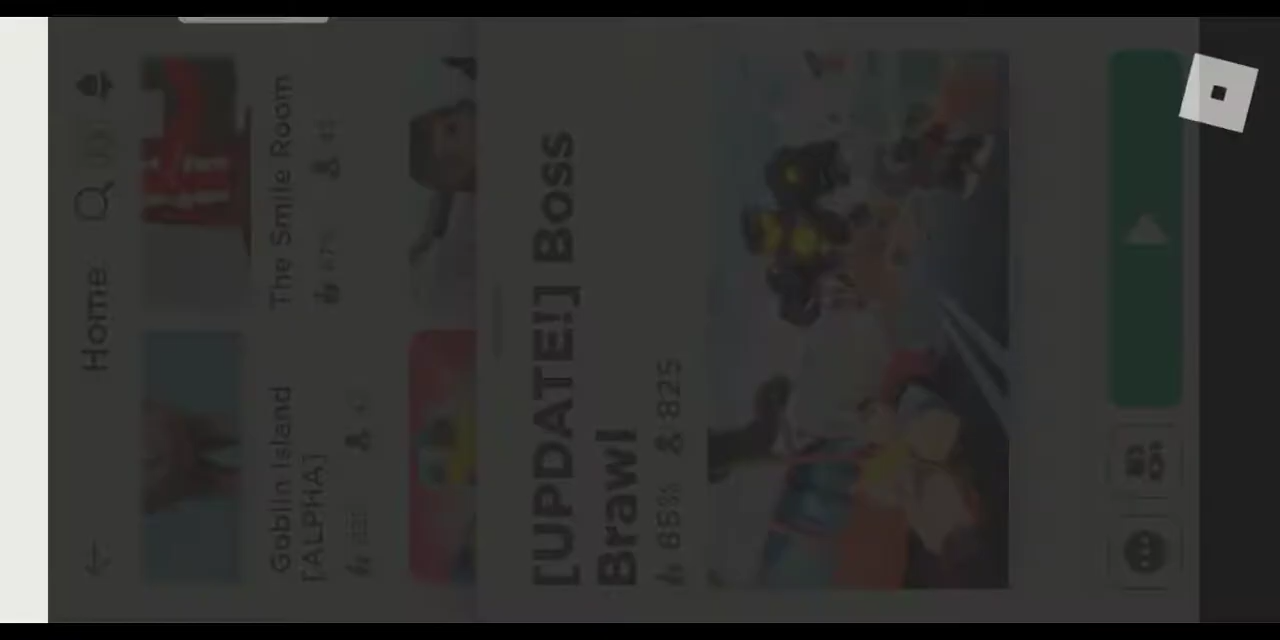 Home
The Smile Room
Goblin Island
[ALPHA]
[UPDATE!] Boss
Brawl
65% 825